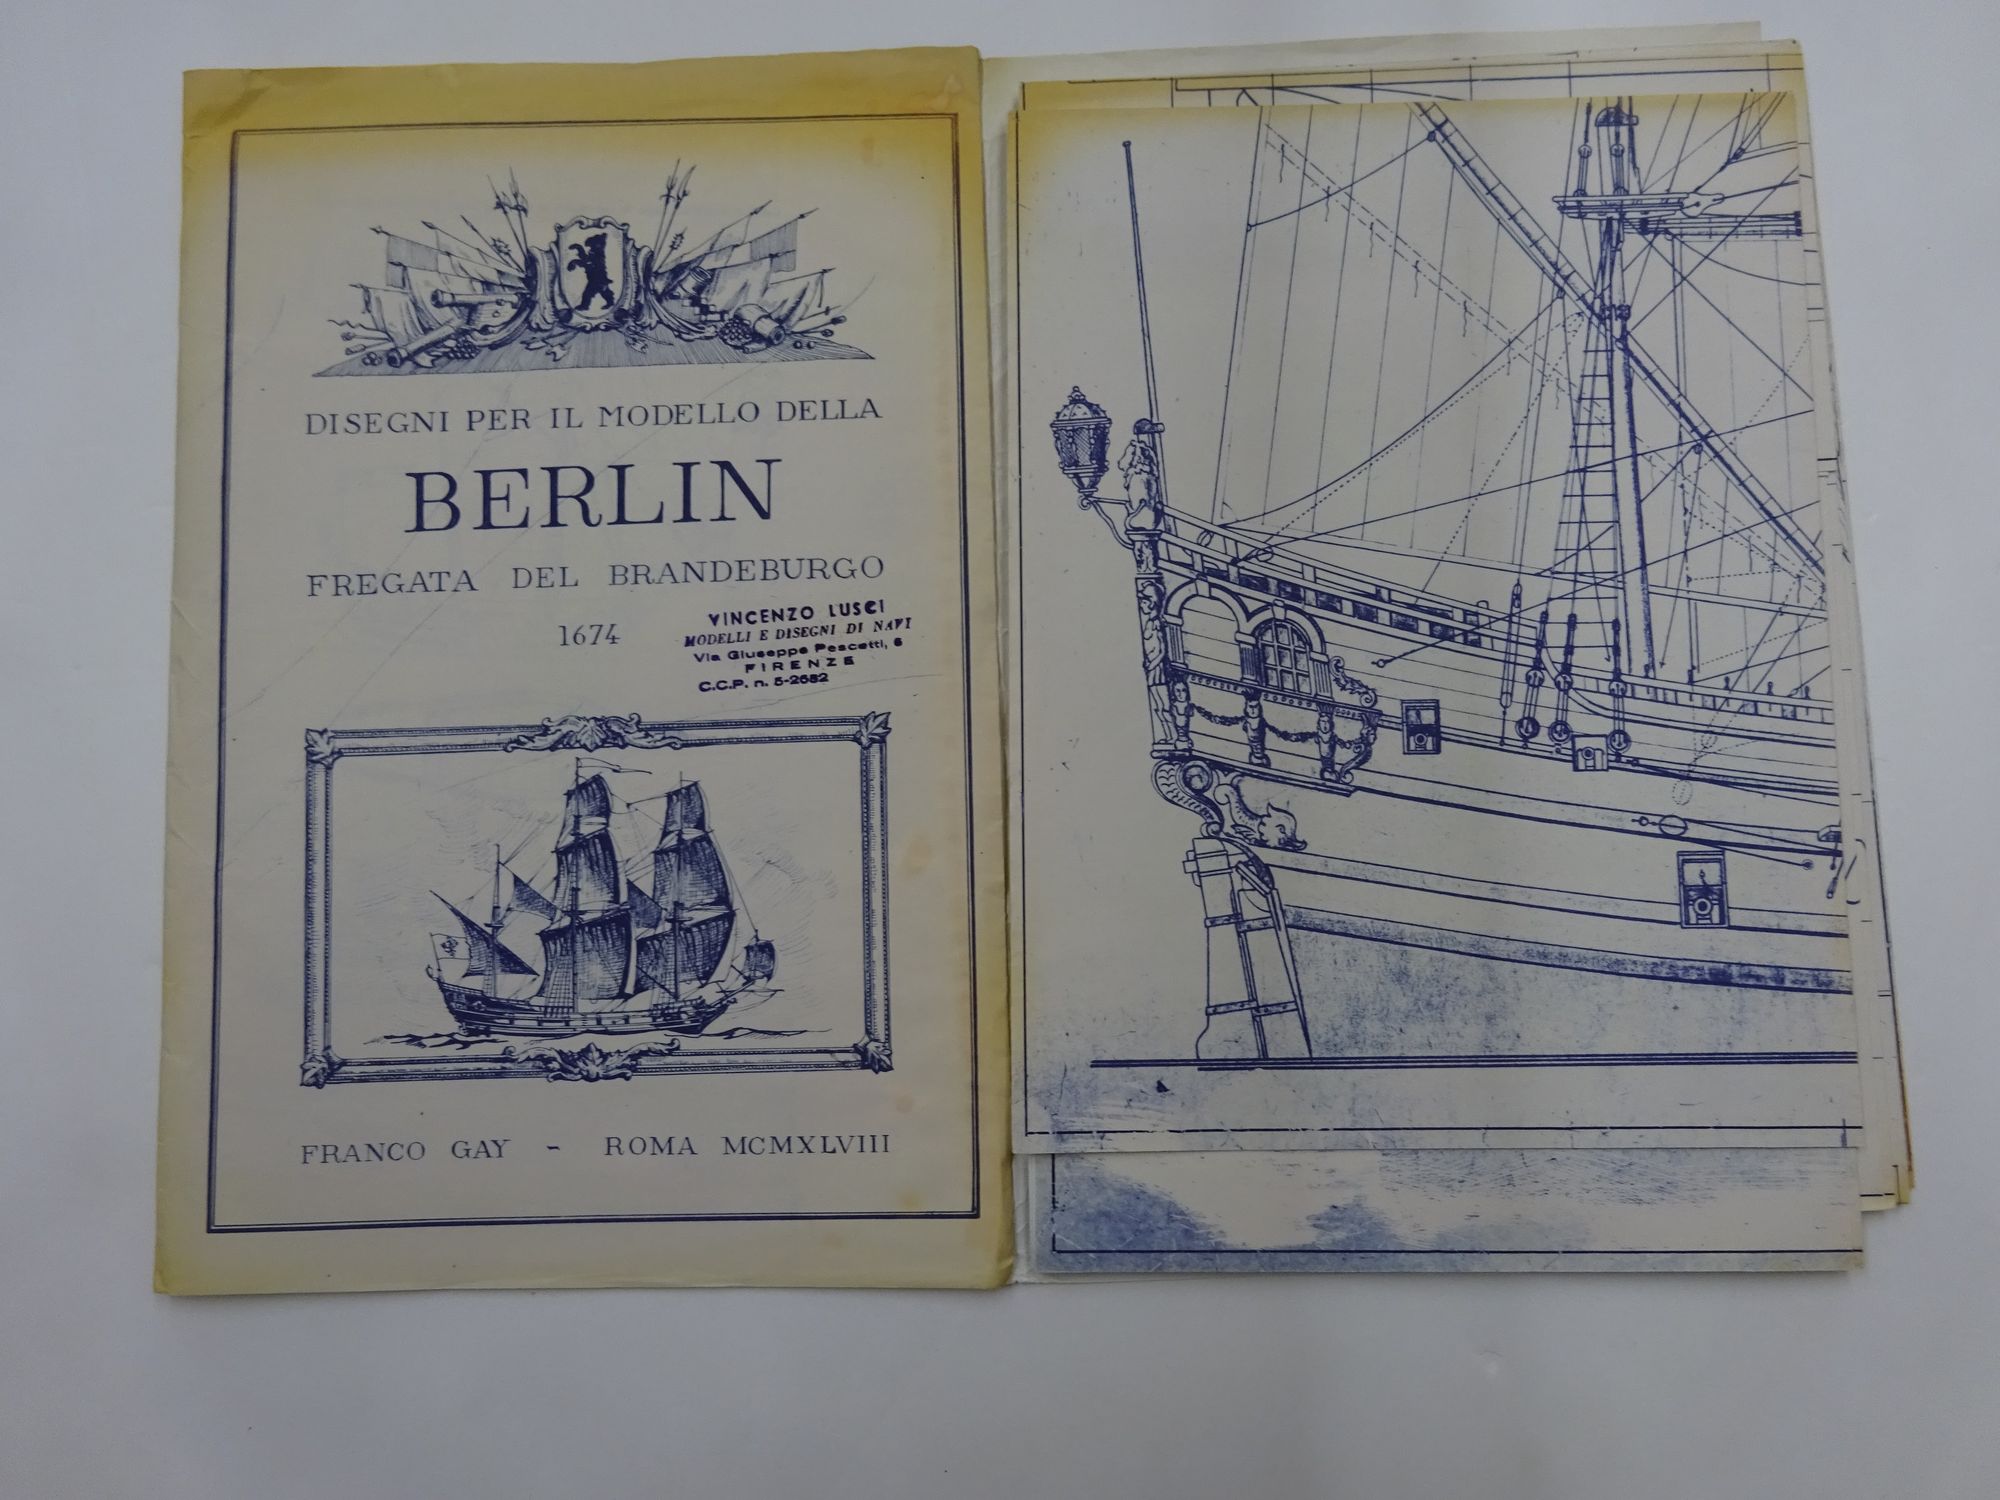 DISEGNI PER IL MODELLO DELLA
BERLIN
FREGATA DEL BRANDEBURGO
1674
VINCENZO LUSCI
MODELLI E DISEGNI DI NAVI
Via Giuseppe Pescetti, 6
FIRENZE
C.C.P. n. 5-2682
FRANCO GAY - ROMA MCMXLVIII